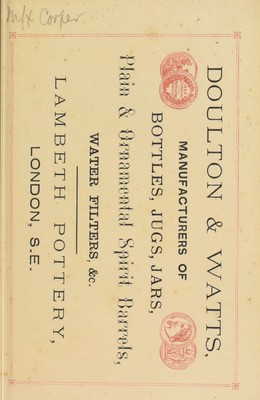 DOULTON & WATTS,
MANUFACTURERS OF
BOTTLES, JUGS, JARS,
Plain & Ornamental Spirit Barrels,
WATER FILTERS, &c.
LAMBETH POTTERY,
LONDON, S.E.